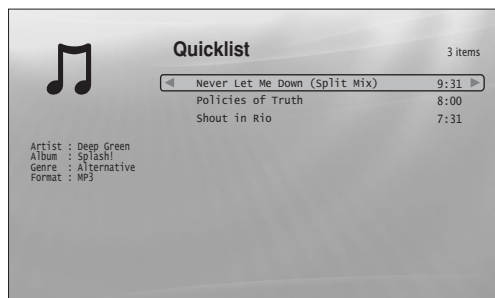 Quicklist
3 items
Never Let Me Down (Split Mix) 9:31
Policies of Truth 8:00
Shout in Rio 7:31
Artist : Deep Green
Album : Splash!
Genre : Alternative
Format : MP3